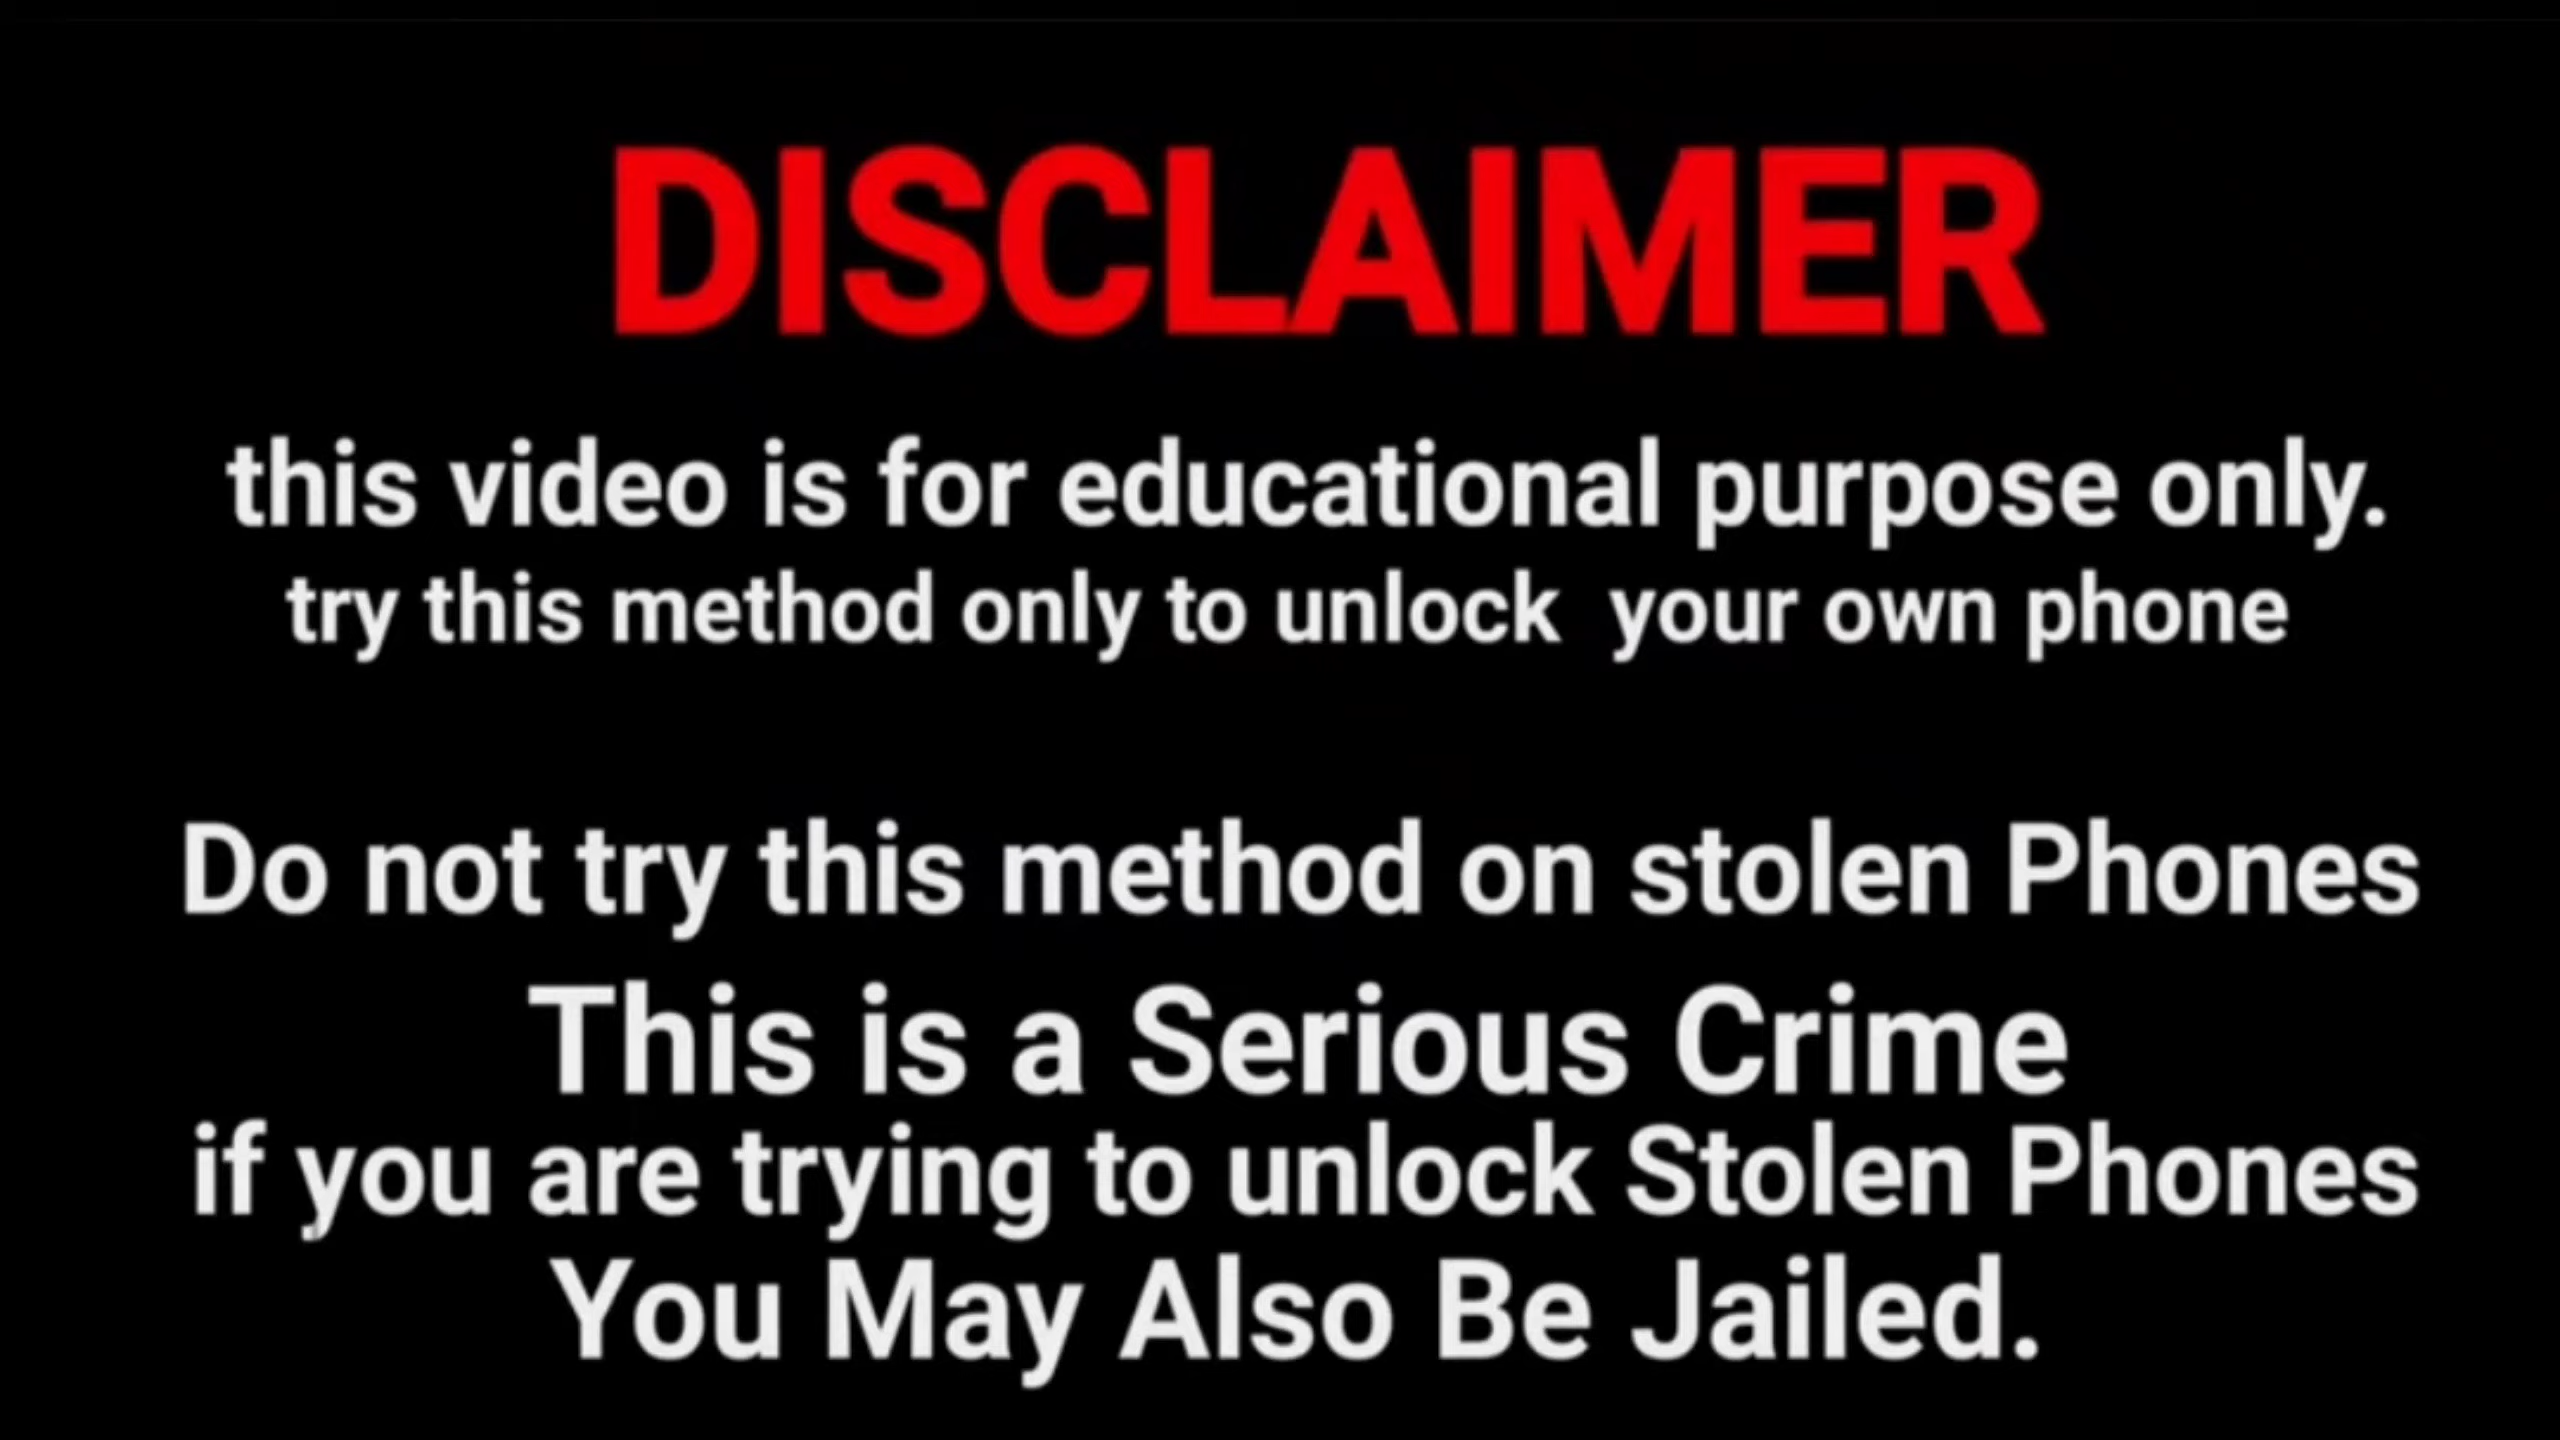 DISCLAIMER
this video is for educational purpose only.
try this method only to unlock your own phone
Do not try this method on stolen Phones
This is a Serious Crime
if you are trying to unlock Stolen Phones
You May Also Be Jailed.